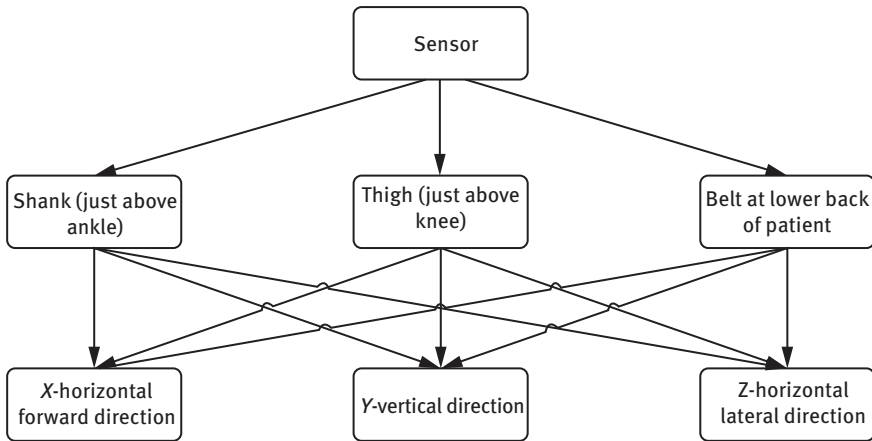 Sensor
Shank (just above
ankle)
Thigh (just above
knee)
Belt at lower back
of patient
X-horizontal
forward direction
Y-vertical direction
Z-horizontal
lateral direction